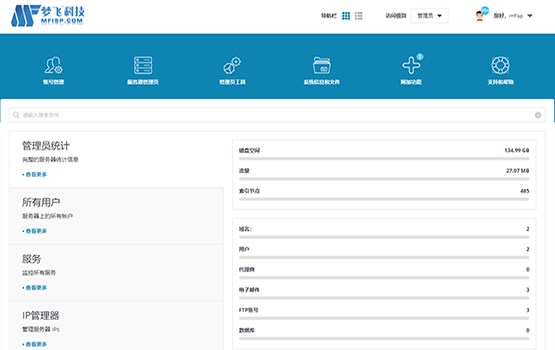 梦飞科技
MFISP.COM
导航栏
访问级别
管理员
您好, mfisp
账号管理
服务器管理员
管理员工具
系统信息和文件
附加功能
支持和帮助
请输入搜索条件
管理员统计
完整的服务器统计信息
查看更多
所有用户
服务器上的所有帐户
查看更多
服务
监控所有服务
查看更多
IP管理器
管理服务器 IPs
查看更多
磁盘空间 134.99 GB
流量 27.07 MB
索引节点 485
域名: 2
用户 2
代理商 0
电子邮件 3
FTP账号 3
数据库 0